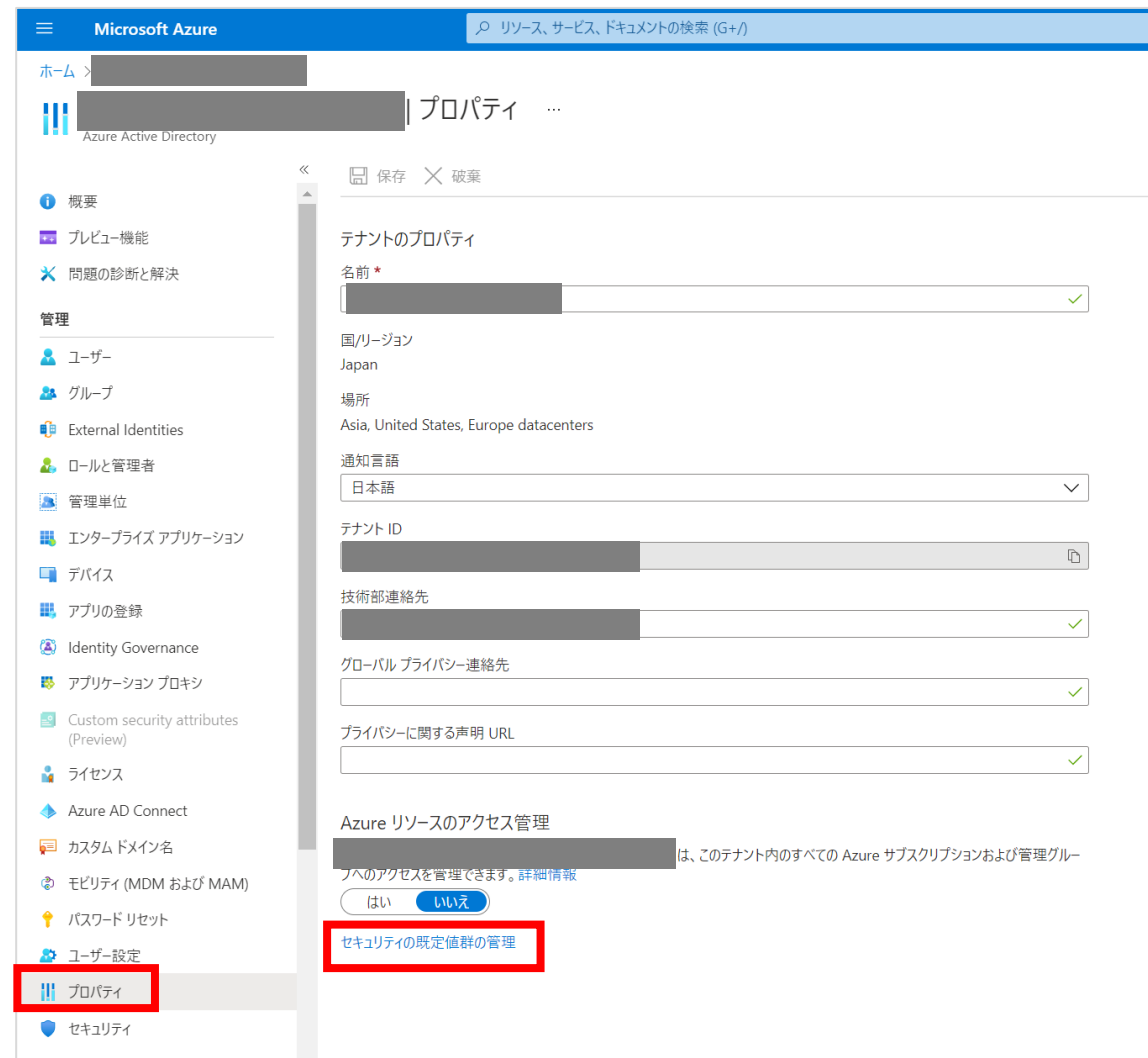 Microsoft Azure
リソース、サービス、ドキュメントの検索 (G+/)
ホーム >
| プロパティ ...
Azure Active Directory
«
保存 破棄
概要
プレビュー機能
問題の診断と解決
管理
ユーザー
グループ
External Identities
ロールと管理者
管理単位
エンタープライズ アプリケーション
デバイス
アプリの登録
Identity Governance
アプリケーション プロキシ
Custom security attributes
(Preview)
ライセンス
Azure AD Connect
カスタム ドメイン名
モビリティ (MDM および MAM)
パスワード リセット
ユーザー設定
プロパティ
セキュリティ
テナントのプロパティ
名前 *
国/リージョン
Japan
場所
Asia, United States, Europe datacenters
通知言語
日本語
テナント ID
技術部連絡先
グローバル プライバシー連絡先
プライバシーに関する声明 URL
Azure リソースのアクセス管理
は、このテナント内のすべての Azure サブスクリプションおよび管理グルー
プへのアクセスを管理できます。詳細情報
はい いいえ
セキュリティの既定値群の管理